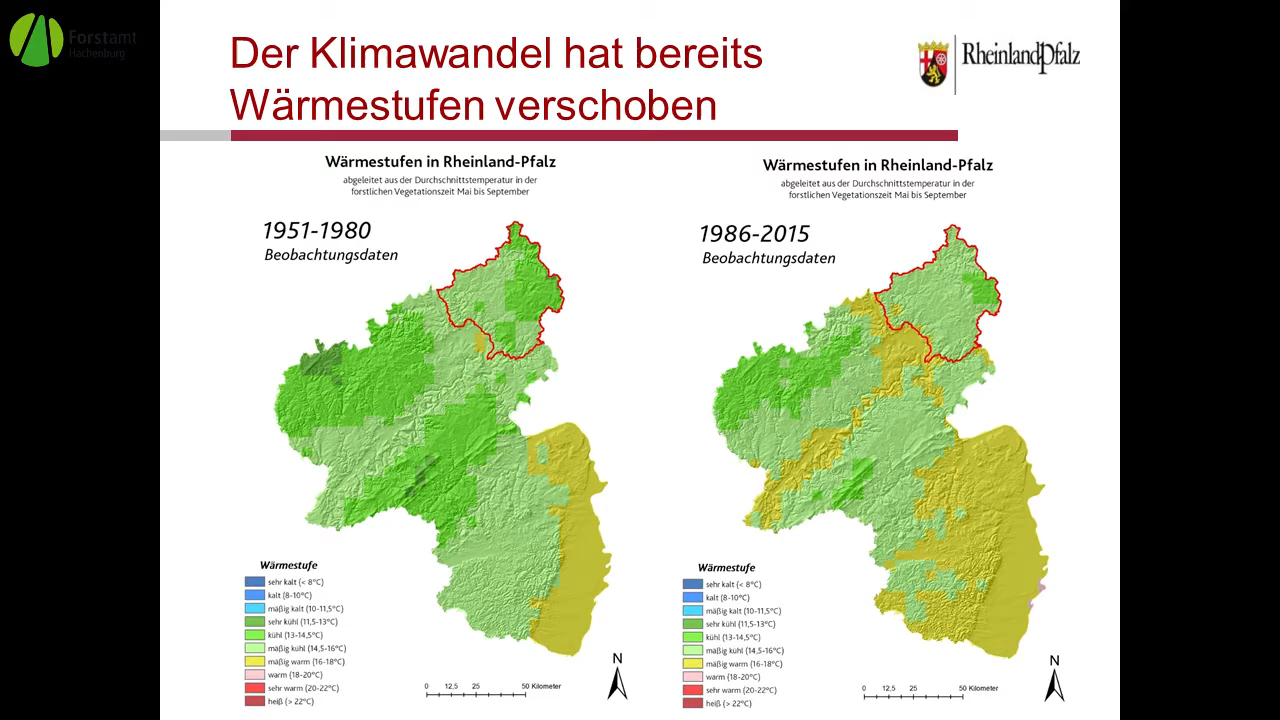 Forstamt
Hachenburg
Der Klimawandel hat bereits
Wärmestufen verschoben
RheinlandPfalz
Wärmestufen in Rheinland-Pfalz
abgeleitet aus der Durchschnittstemperatur in der
forstlichen Vegetationszeit Mai bis September
1951-1980
Beobachtungsdaten
Wärmestufe
sehr kalt (< 8°C)
kalt (8-10°C)
mäßig kalt (10-11,5°C)
sehr kühl (11,5-13°C)
kühl (13-14,5°C)
mäßig kühl (14,5-16°C)
mäßig warm (16-18°C)
warm (18-20°C)
sehr warm (20-22°C)
heiß (> 22°C)
0 12,5 25 50 Kilometer
N
Wärmestufen in Rheinland-Pfalz
abgeleitet aus der Durchschnittstemperatur in der
forstlichen Vegetationszeit Mai bis September
1986-2015
Beobachtungsdaten
Wärmestufe
sehr kalt (< 8°C)
kalt (8-10°C)
mäßig kalt (10-11,5°C)
sehr kühl (11,5-13°C)
kühl (13-14,5°C)
mäßig kühl (14,5-16°C)
mäßig warm (16-18°C)
warm (18-20°C)
sehr warm (20-22°C)
heiß (> 22°C)
0 12,5 25 50 Kilometer
N